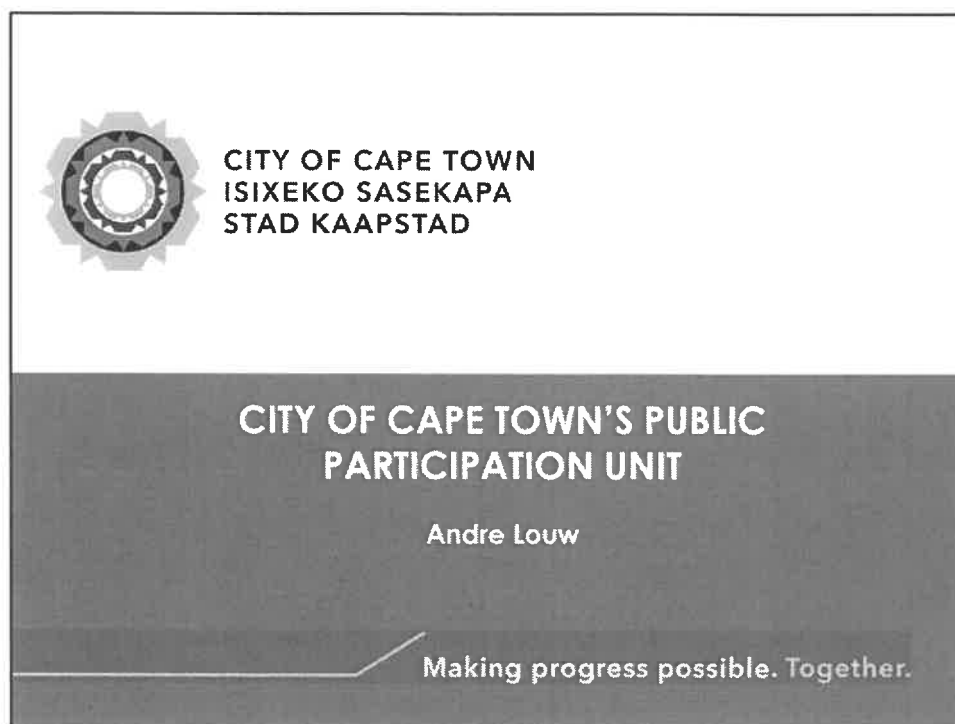 CITY OF CAPE TOWN
ISIXEKO SASEKAPA
STAD KAAPSTAD
CITY OF CAPE TOWN'S PUBLIC
PARTICIPATION UNIT
Andre Louw
Making progress possible. Together.